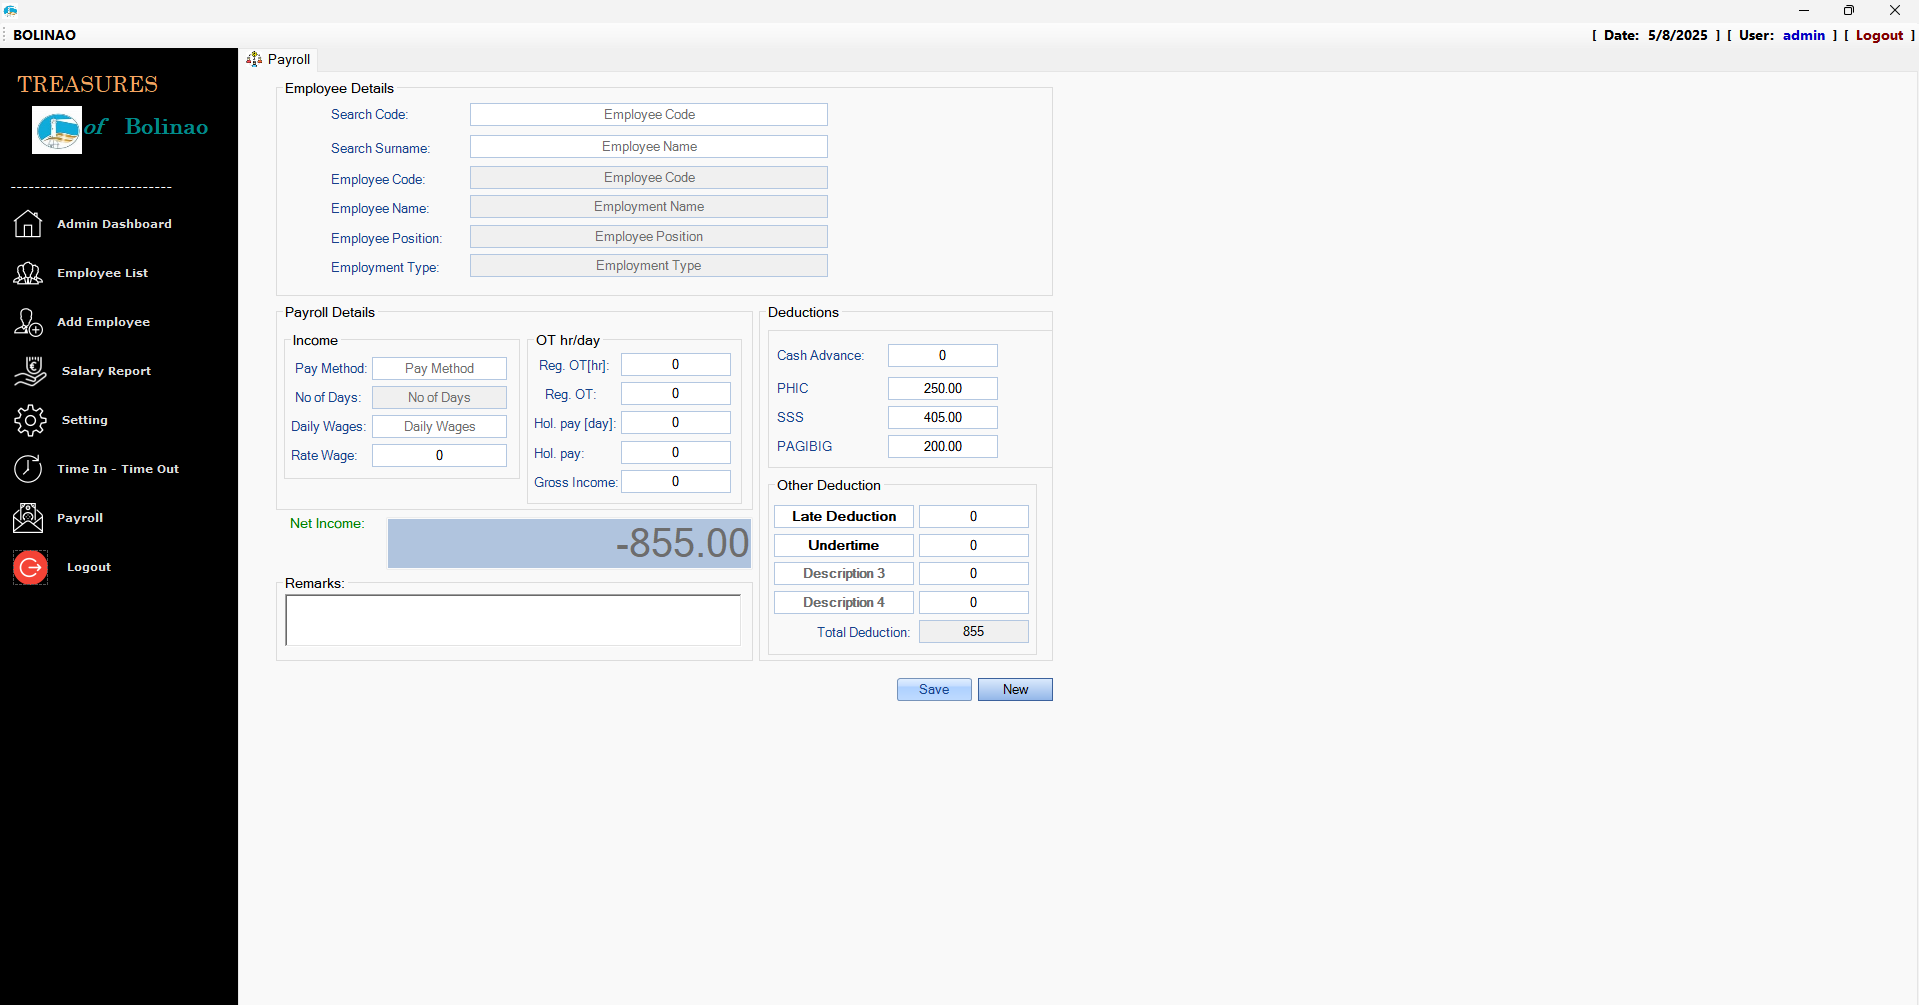 BOLINAO
[ Date: 5/8/2025 ] [ User: admin ] [ Logout ]
TREASURES
of Bolinao
---------------------------
Admin Dashboard
Employee List
Add Employee
Salary Report
Setting
Time In - Time Out
Payroll
Logout
Payroll
Employee Details
Search Code: Employee Code
Search Surname: Employee Name
Employee Code: Employee Code
Employee Name: Employment Name
Employee Position: Employee Position
Employment Type: Employment Type
Payroll Details
Income
Pay Method: Pay Method
No of Days: No of Days
Daily Wages: Daily Wages
Rate Wage: 0
OT hr/day
Reg. OT[hr]: 0
Reg. OT: 0
Hol. pay [day]: 0
Hol. pay: 0
Gross Income: 0
Net Income: -855.00
Remarks:
Deductions
Cash Advance: 0
PHIC 250.00
SSS 405.00
PAGIBIG 200.00
Other Deduction
Late Deduction 0
Undertime 0
Description 3 0
Description 4 0
Total Deduction: 855
Save New